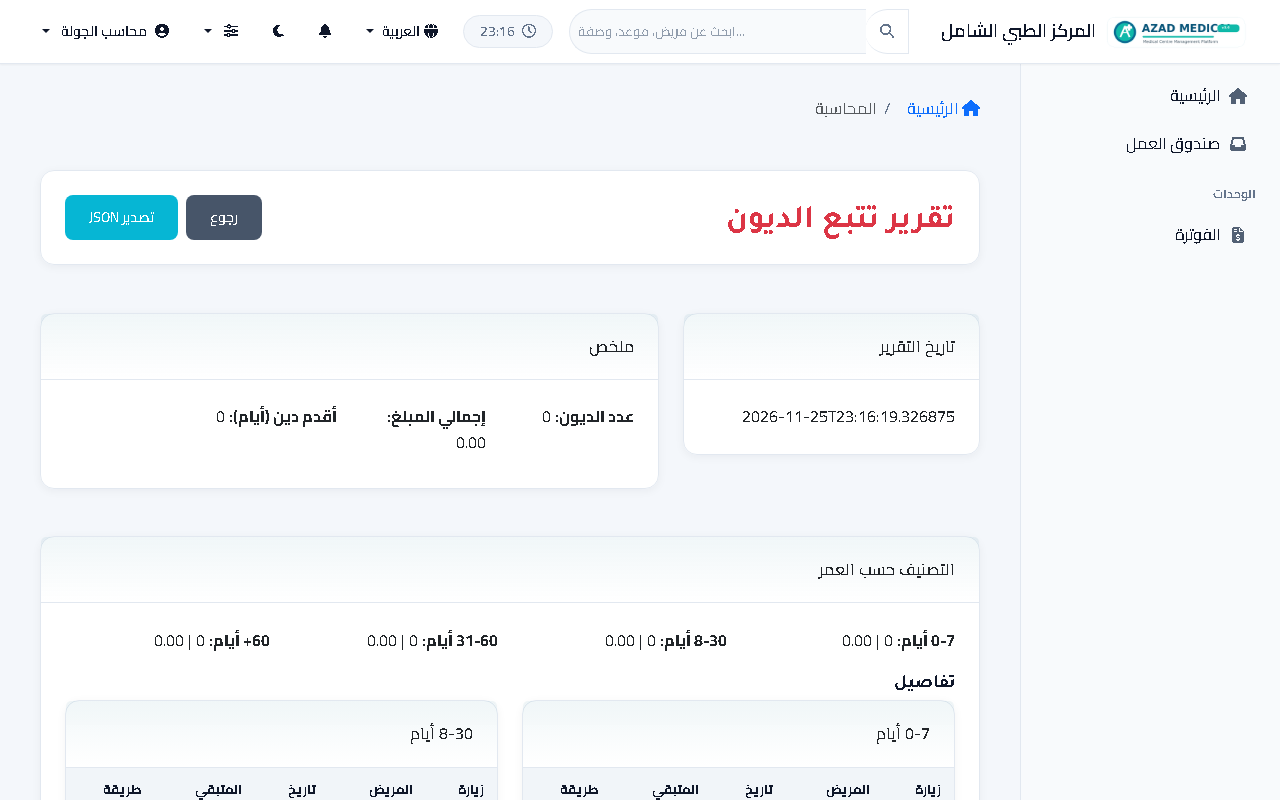 AZAD MEDIC
Medical Centre Management Platform
المركز الطبي الشامل
ابحث عن مريض، موعد، وصفة...
23:16
العربية
محاسب الجولة
الرئيسية
صندوق العمل
الوحدات
الفوترة
الرئيسية / المحاسبة
تقرير تتبع الديون
رجوع
تصدير JSON
تاريخ التقرير
2026-11-25T23:16:19.326875
ملخص
عدد الديون: 0
إجمالي المبلغ: 0.00
أقدم دين (أيام): 0
التصنيف حسب العمر
0-7 أيام: 0 | 0.00
8-30 أيام: 0 | 0.00
31-60 أيام: 0 | 0.00
60+ أيام: 0 | 0.00
تفاصيل
0-7 أيام
زيارة المريض تاريخ المتبقي طريقة
8-30 أيام
زيارة المريض تاريخ المتبقي طريقة